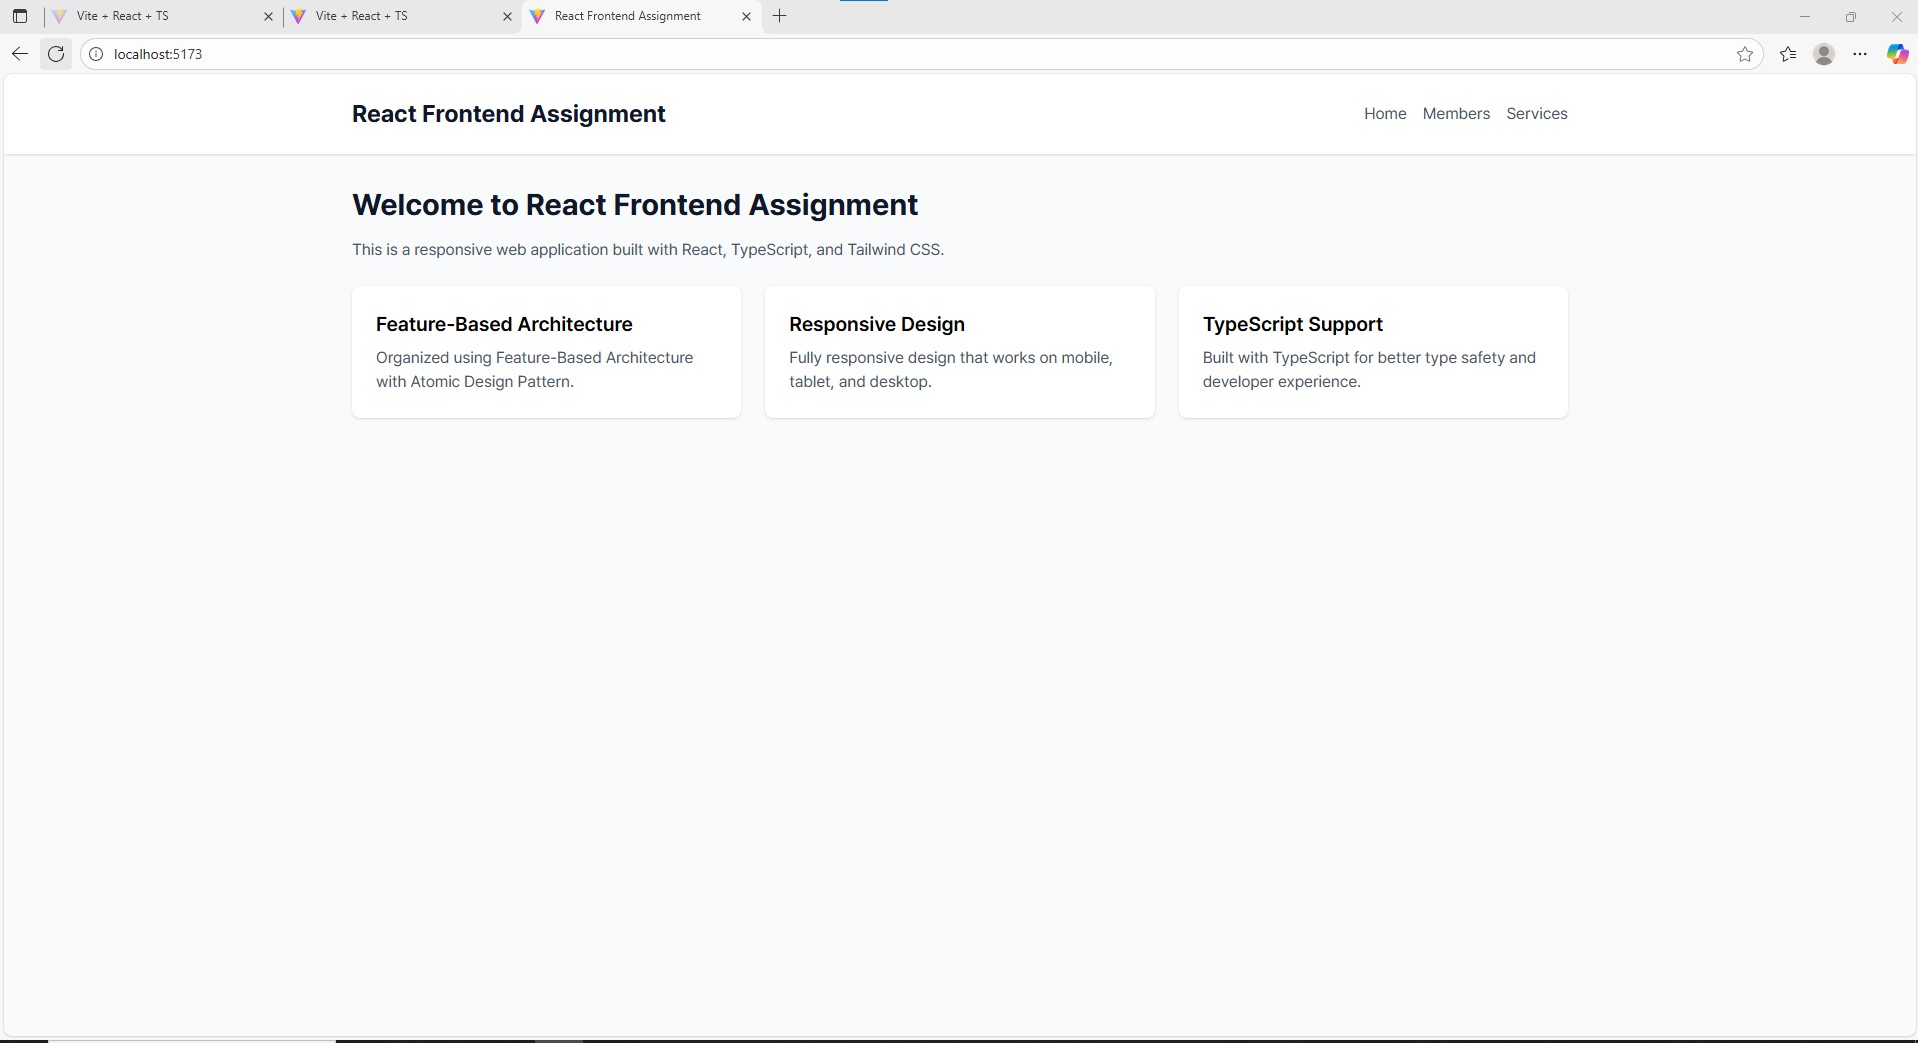 Vite + React + TS
Vite + React + TS
React Frontend Assignment
localhost:5173
React Frontend Assignment
Home Members Services
Welcome to React Frontend Assignment
This is a responsive web application built with React, TypeScript, and Tailwind CSS.
Feature-Based Architecture
Organized using Feature-Based Architecture
with Atomic Design Pattern.
Responsive Design
Fully responsive design that works on mobile,
tablet, and desktop.
TypeScript Support
Built with TypeScript for better type safety and
developer experience.